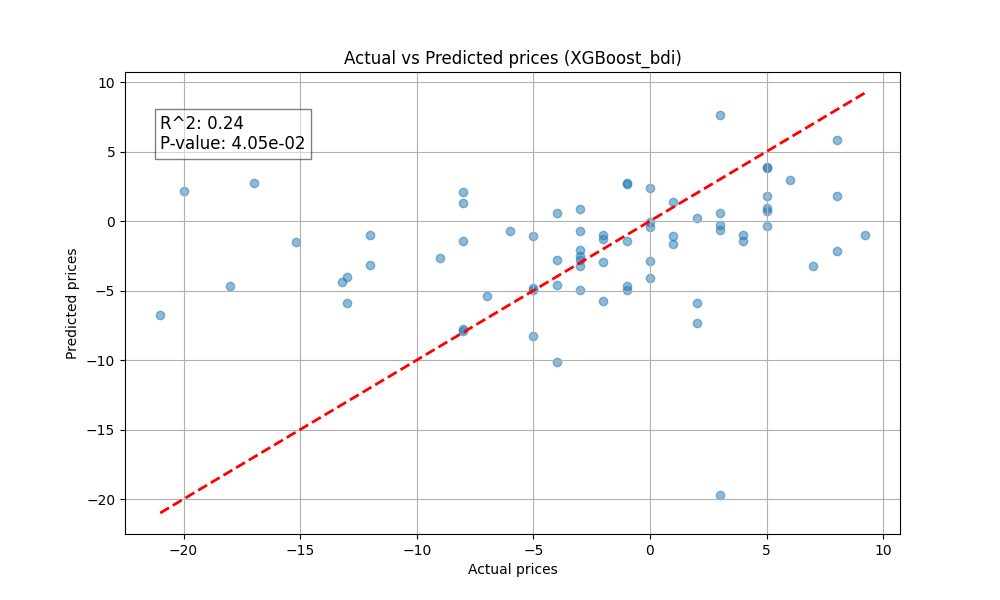 Actual vs Predicted prices (XGBoost_bdi)
R^2: 0.24
P-value: 4.05e-02
Predicted prices
10
5
0
−5
−10
−15
−20
−20
−15
−10
−5
0
5
10
Actual prices